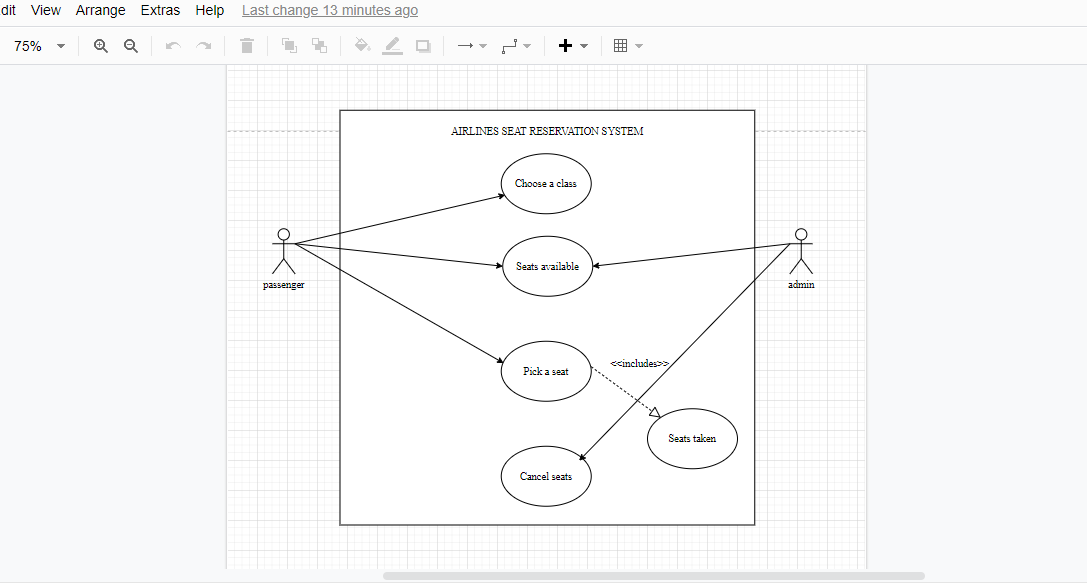 dit View Arrange Extras Help Last change 13 minutes ago
75%
AIRLINES SEAT RESERVATION SYSTEM
Choose a class
Seats available
passenger
admin
<<includes>>
Pick a seat
Seats taken
Cancel seats